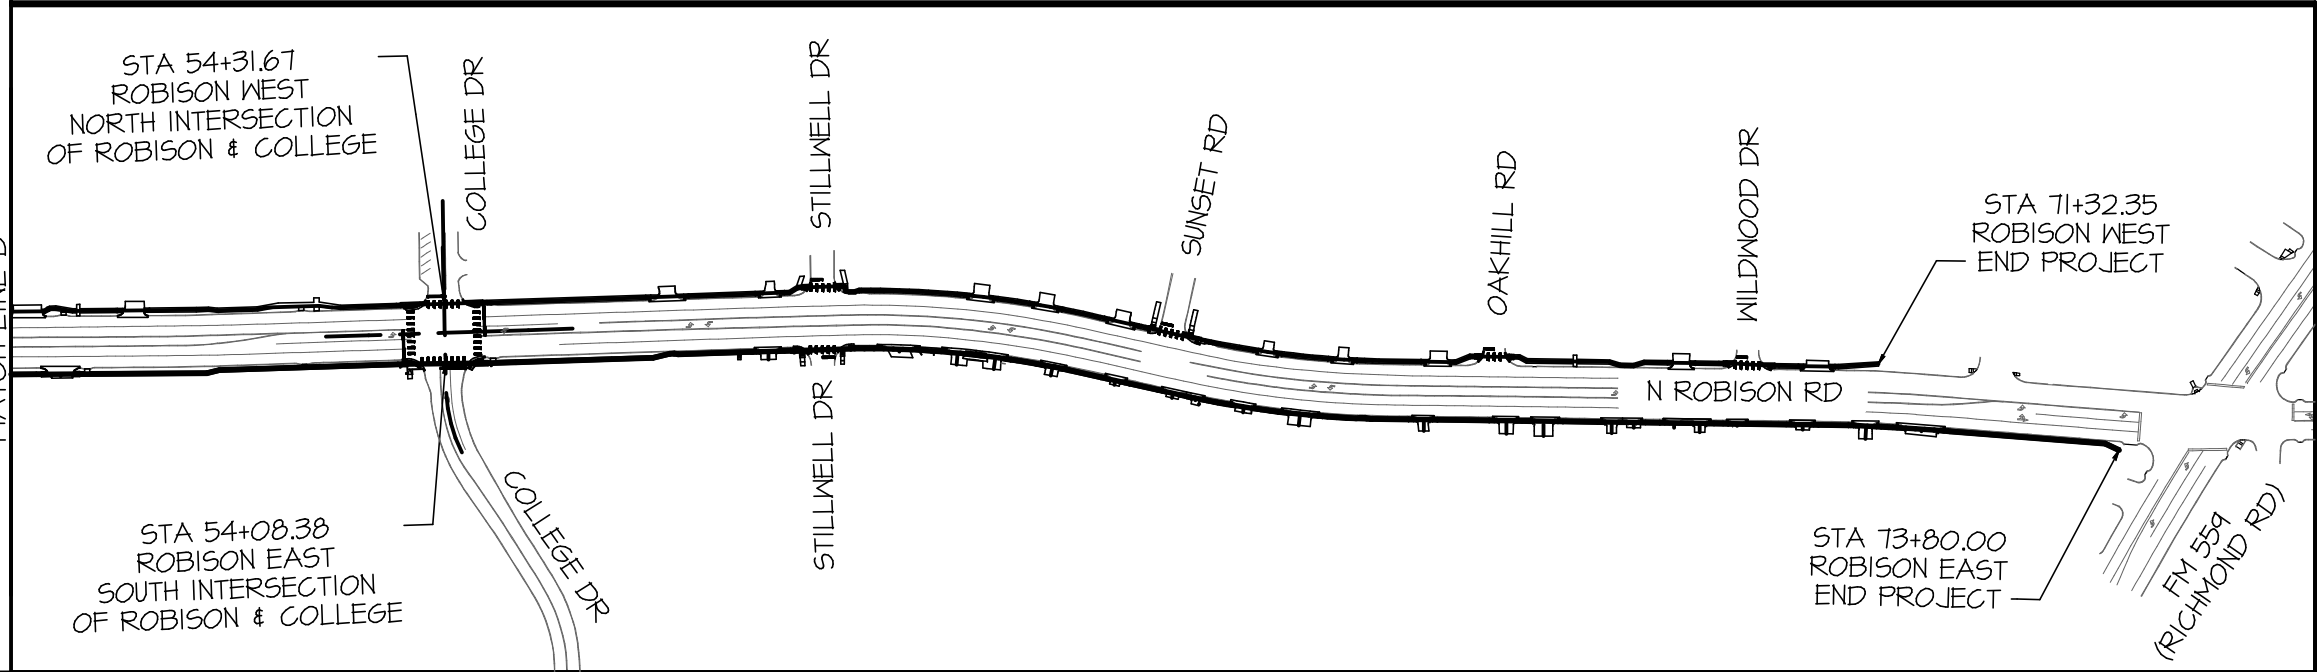 STA 54+31.67
ROBISON WEST
NORTH INTERSECTION
OF ROBISON & COLLEGE
COLLEGE DR
STILLWELL DR
SUNSET RD
OAKHILL RD
WILDWOOD DR
STA 71+32.35
ROBISON WEST
END PROJECT
N ROBISON RD
STA 54+08.38
ROBISON EAST
SOUTH INTERSECTION
OF ROBISON & COLLEGE
COLLEGE DR
STILLWELL DR
STA 73+80.00
ROBISON EAST
END PROJECT
FM 559
(RICHMOND RD)